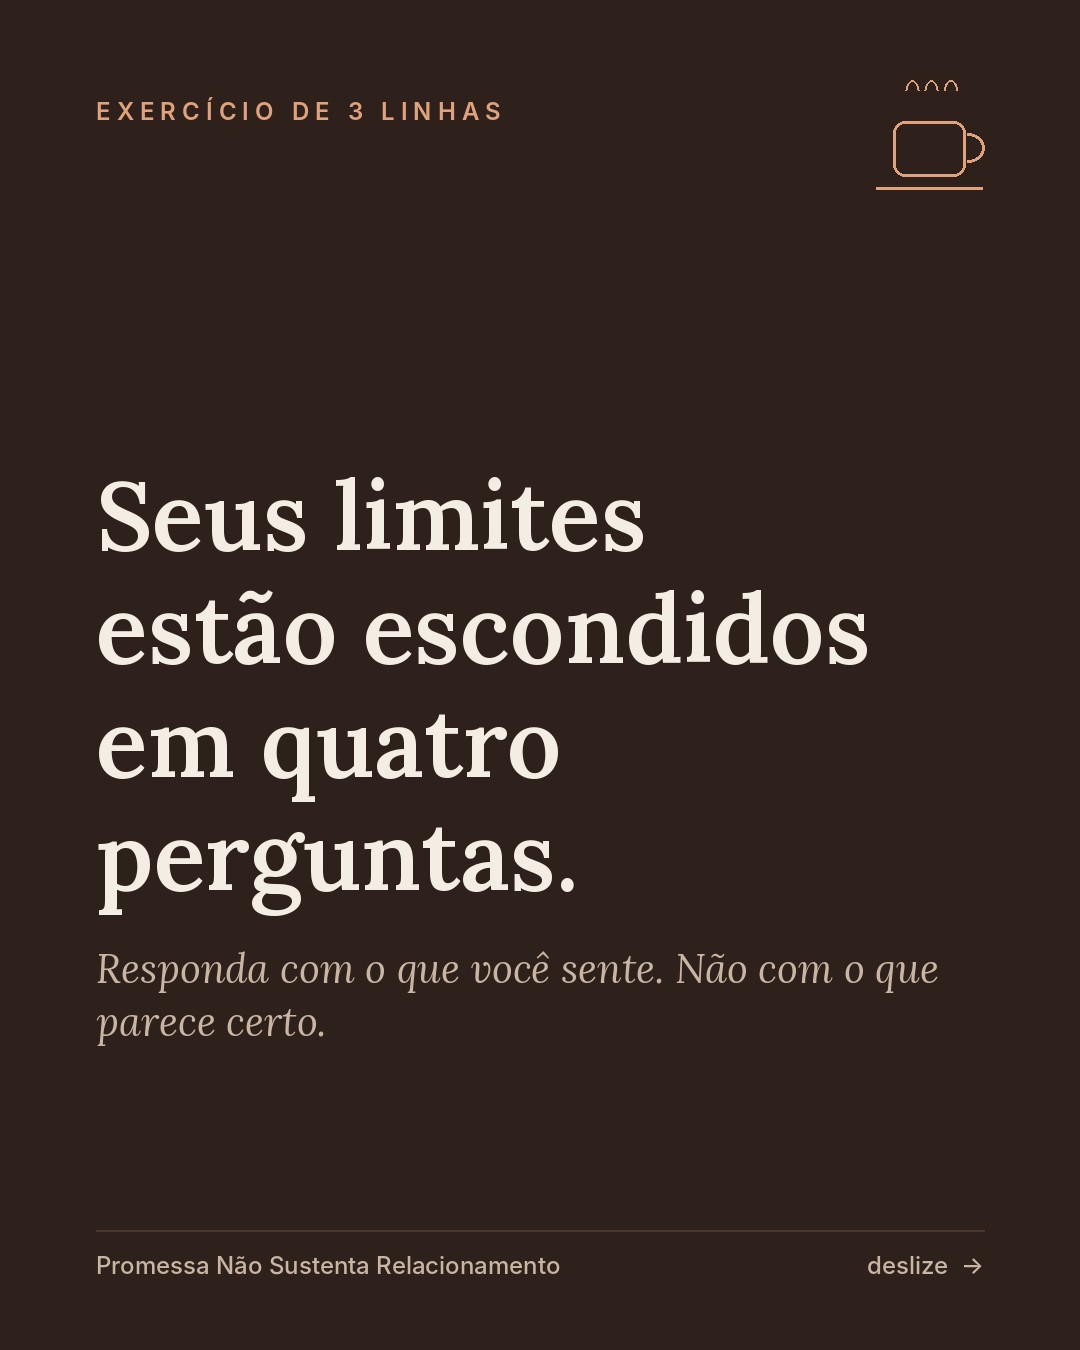 EXERCÍCIO DE 3 LINHAS
Seus limites
estão escondidos
em quatro
perguntas.
Responda com o que você sente. Não com o que
parece certo.
Promessa Não Sustenta Relacionamento
deslize →